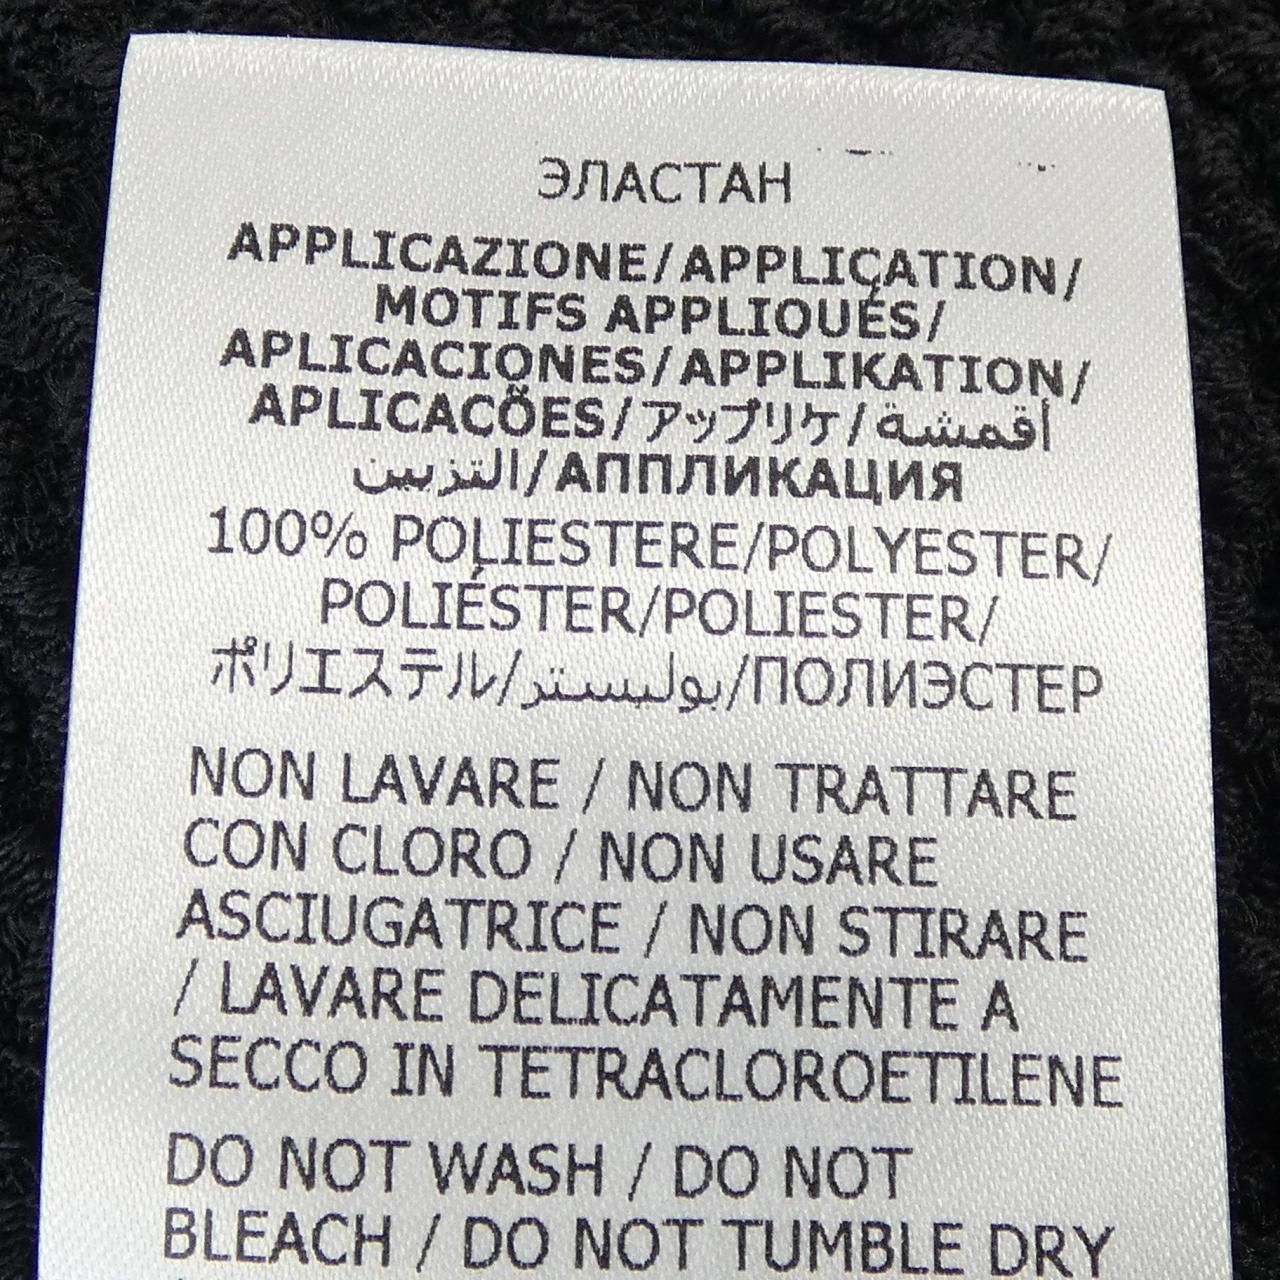 ЭЛАСТАН
APPLICAZIONE/APPLICATION/
MOTIFS APPLIQUÉS/
APLICACIONES/APPLIKATION/
APLICACÕES/アップリケ/أقمشة
التزيين/АППЛИКАЦИЯ
100% POLIESTERE/POLYESTER/
POLIÉSTER/POLIESTER/
ポリエステル/بوليستر/ПОЛИЭСТЕР
NON LAVARE / NON TRATTARE
CON CLORO / NON USARE
ASCIUGATRICE / NON STIRARE
/ LAVARE DELICATAMENTE A
SECCO IN TETRACLOROETILENE
DO NOT WASH / DO NOT
BLEACH / DO NOT TUMBLE DRY